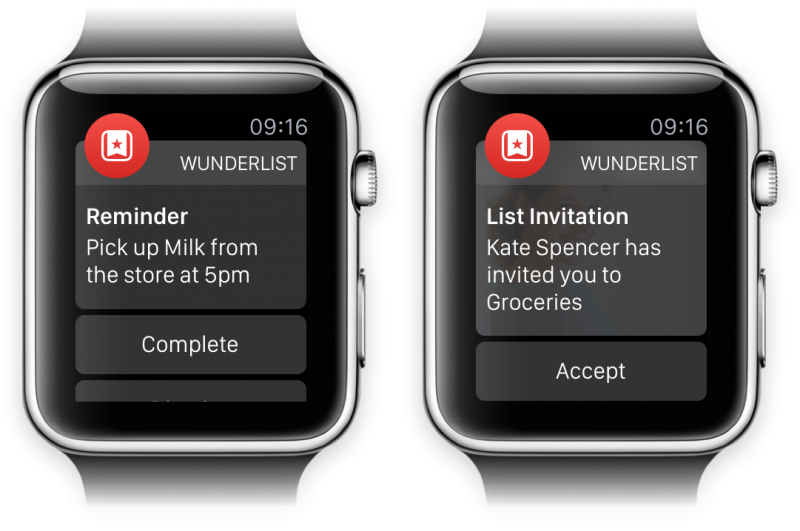 09:16
WUNDERLIST
Reminder
Pick up Milk from
the store at 5pm
Complete
09:16
WUNDERLIST
List Invitation
Kate Spencer has
invited you to
Groceries
Accept